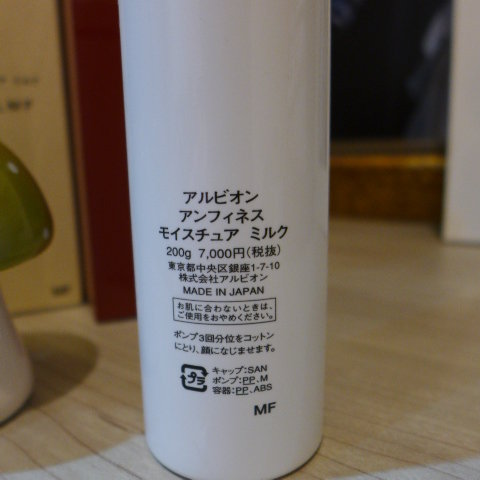 アルビオン
アンフィネス
モイスチュア ミルク
200g 7,000円(税抜)
東京都中央区銀座1-7-10
株式会社アルビオン
MADE IN JAPAN
お肌に合わないときは、
ご使用をおやめください。
ポンプ3回分位をコットン
にとり、顔になじませます。
プラ
キャップ:SAN
ポンプ:PP、M
容器:PP、ABS
MF